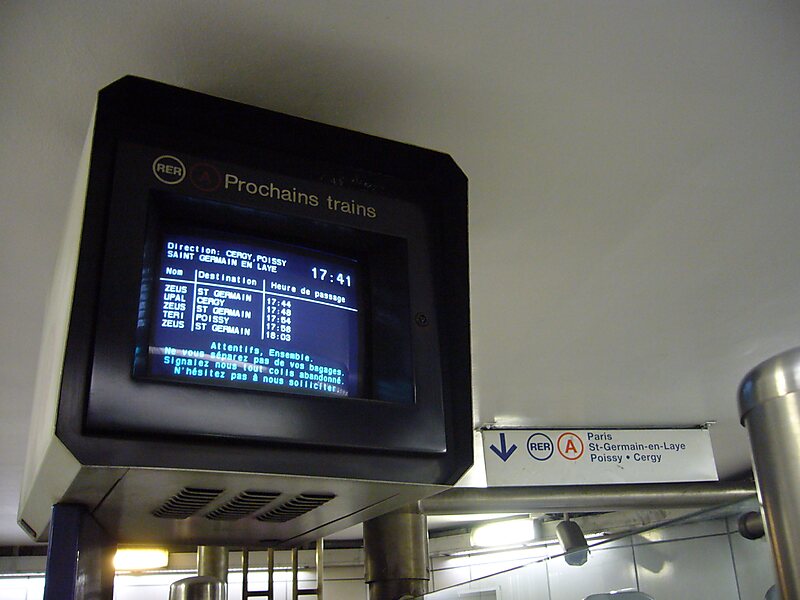 RER A Prochains trains
Direction: CERGY,POISSY
SAINT GERMAIN EN LAYE
17:41
Nom Destination Heure de passage
ZEUS ST GERMAIN 17:44
UPAL CERGY 17:48
ZEUS ST GERMAIN 17:54
TERI POISSY 17:58
ZEUS ST GERMAIN 18:03
Attentifs, Ensemble.
Ne vous séparez pas de vos bagages.
Signalez nous tout colis abandonné.
N'hésitez pas à nous solliciter.
RER A Paris
St-Germain-en-Laye
Poissy • Cergy